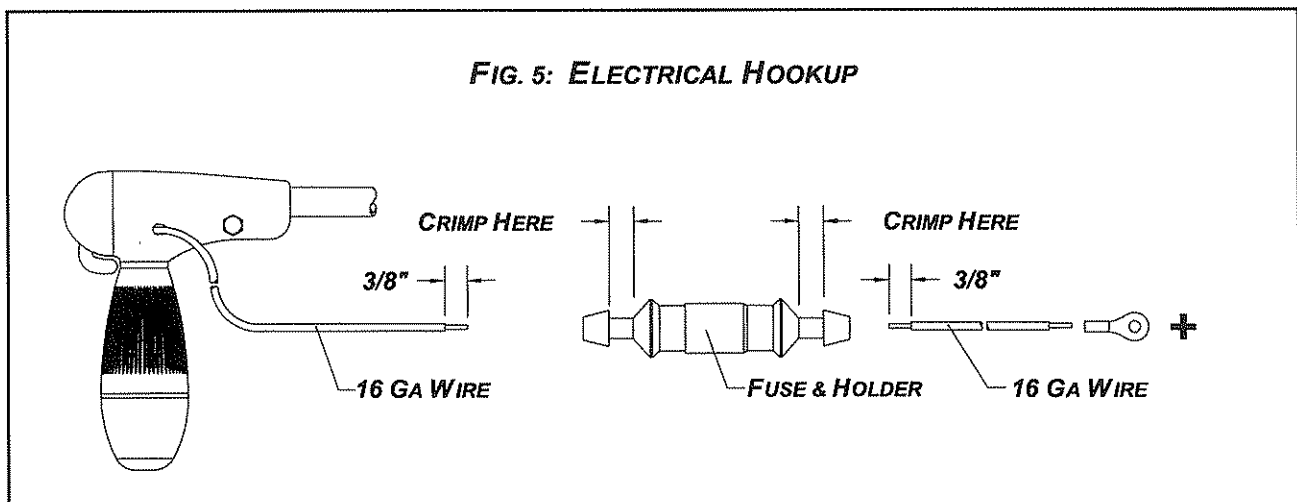 FIG. 5: ELECTRICAL HOOKUP
CRIMP HERE
CRIMP HERE
3/8"
3/8"
16 GA WIRE
FUSE & HOLDER
16 GA WIRE